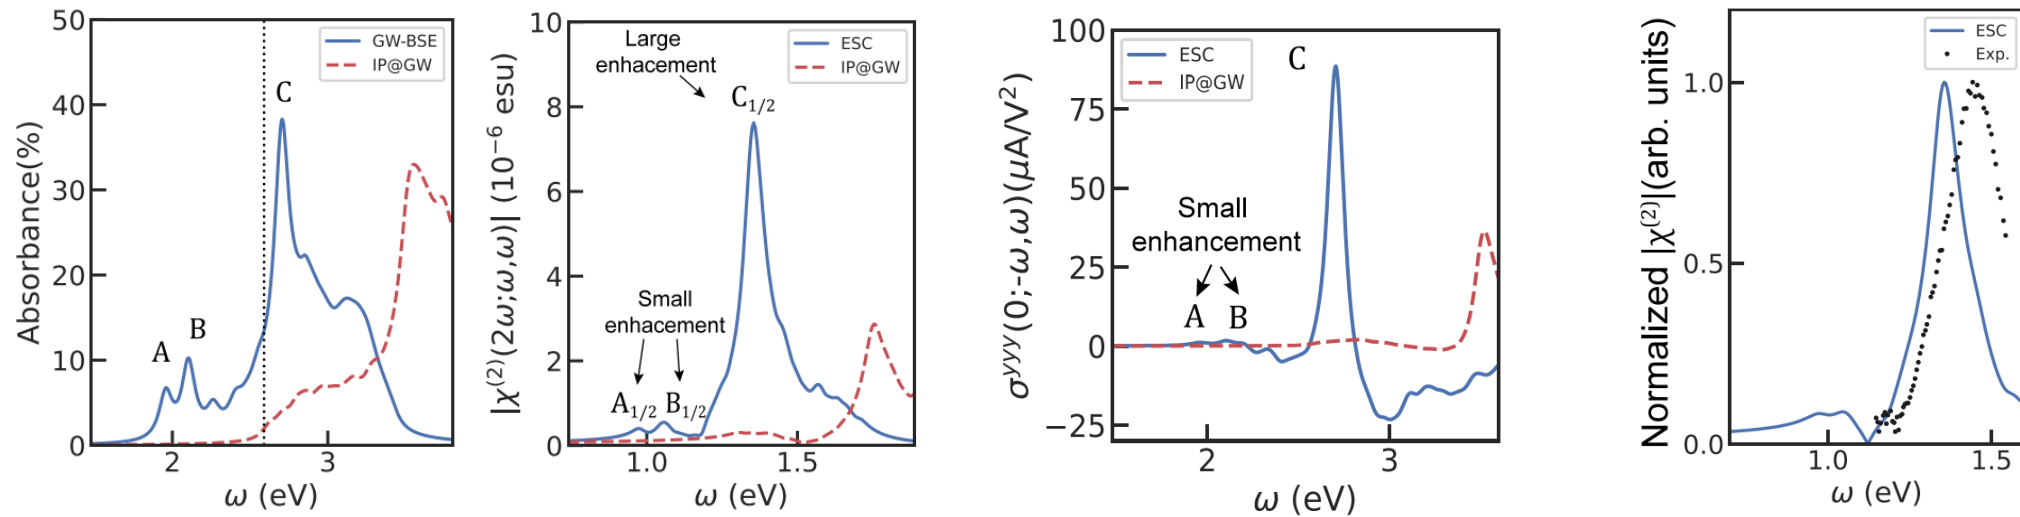 50
40
30
20
10
0
Absorbance(%)
GW-BSE
IP@GW
A
B
C
2
3
ω (eV)
10
8
6
4
2
0
|χ⁽²⁾(2ω;ω,ω)| (10⁻⁶ esu)
ESC
IP@GW
Large
enhacement
C₁/₂
Small
enhacement
A₁/₂ B₁/₂
1.0
1.5
ω (eV)
100
75
50
25
0
−25
σʸʸʸ(0;-ω,ω)(μA/V²)
ESC
IP@GW
C
Small
enhancement
A B
2
3
ω (eV)
1.0
0.5
0.0
Normalized |χ⁽²⁾|(arb. units)
ESC
Exp.
1.0
1.5
ω (eV)